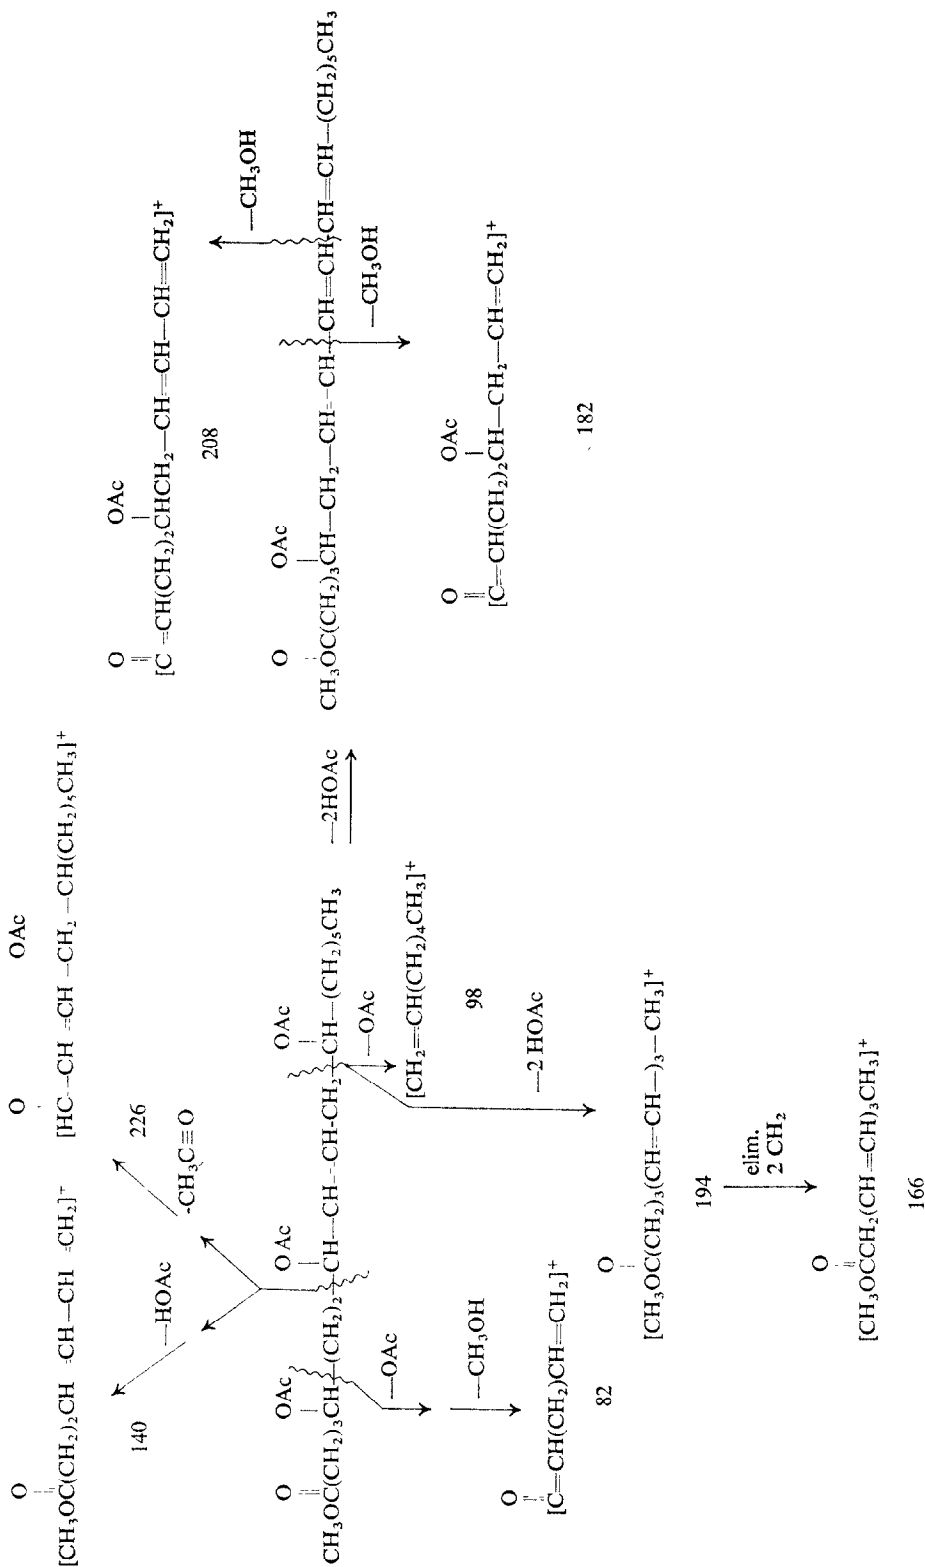 O
[CH₃OC(CH₂)₂CH=CH—CH=CH₂]⁺
140
—HOAc
O OAc
[HC—CH=CH—CH₂—CH(CH₂)₅CH₃]⁺
226
-CH₃C≡O
O OAc OAc OAc
CH₃OC(CH₂)₃CH—(CH₂)₂—CH—CH—CH-CH₂—CH—(CH₂)₅CH₃
—OAc
—CH₃OH
O
[C=CH(CH₂)CH=CH₂]⁺
82
—OAc
[CH₂=CH(CH₂)₄CH₃]⁺
98
—2 HOAc
O
[CH₃OC(CH₂)₃(CH=CH—)₃—CH₃]⁺
194
elim.
2 CH₂
O
[CH₃OCCH₂(CH=CH)₃CH₃]⁺
166
—2HOAc
O OAc
[C=CH(CH₂)₂CHCH₂—CH=CH—CH=CH₂]⁺
208
—CH₃OH
O OAc
CH₃OC(CH₂)₃CH—CH₂—CH=CH—CH=CH-CH=CH—(CH₂)₅CH₃
—CH₃OH
O OAc
[C=CH(CH₂)₂CH—CH₂—CH=CH₂]⁺
182